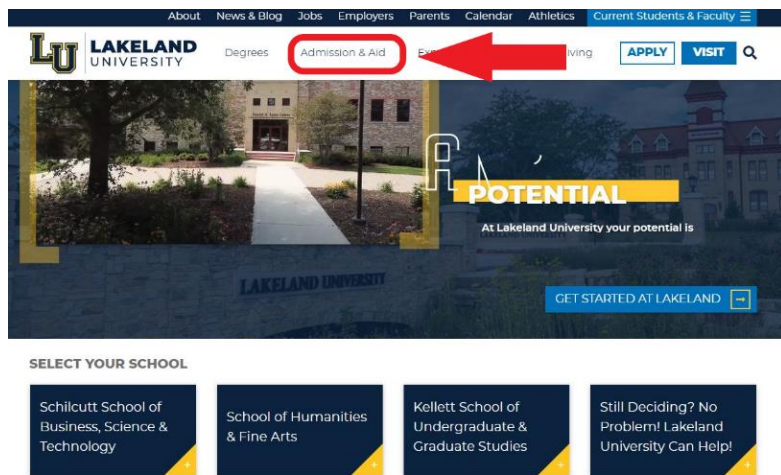 About News & Blog Jobs Employers Parents Calendar Athletics Current Students & Faculty
LU LAKELAND
UNIVERSITY
Degrees Admission & Aid APPLY VISIT
POTENTIAL
At Lakeland University your potential is
LAKELAND UNIVERSITY
GET STARTED AT LAKELAND
SELECT YOUR SCHOOL
Schilcutt School of
Business, Science &
Technology
School of Humanities
& Fine Arts
Kellett School of
Undergraduate &
Graduate Studies
Still Deciding? No
Problem! Lakeland
University Can Help!